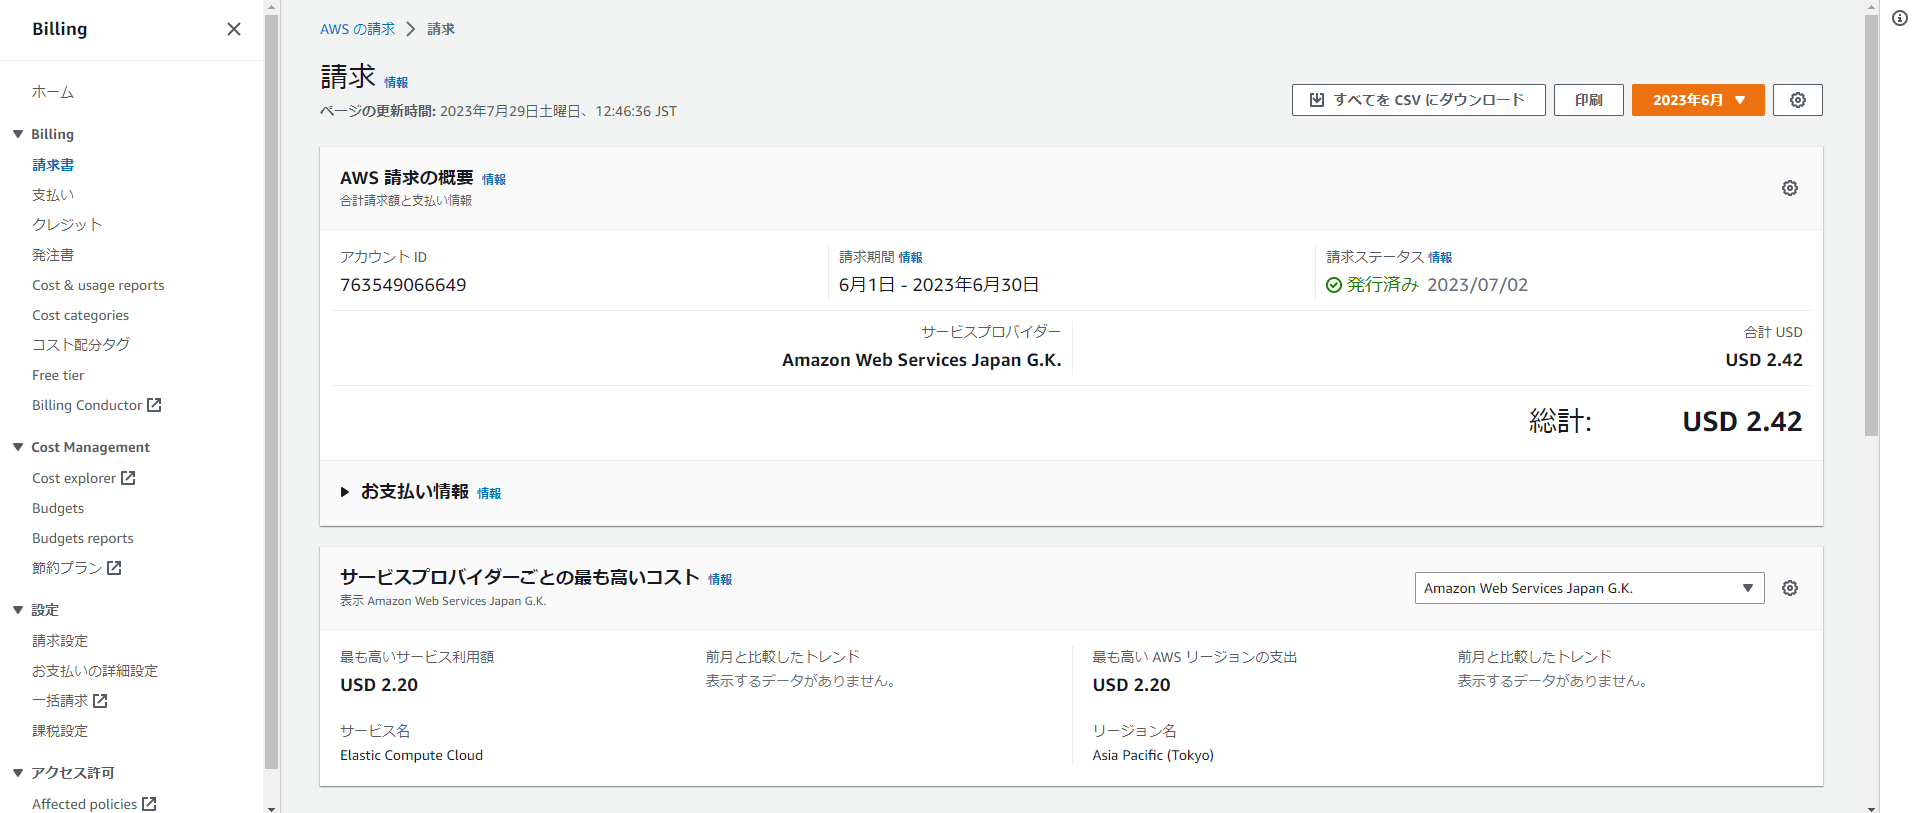 Billing
ホーム
Billing
請求書
支払い
クレジット
発注書
Cost & usage reports
Cost categories
コスト配分タグ
Free tier
Billing Conductor
Cost Management
Cost explorer
Budgets
Budgets reports
節約プラン
設定
請求設定
お支払いの詳細設定
一括請求
課税設定
アクセス許可
Affected policies
AWS の請求 請求
請求 情報
ページの更新時間: 2023年7月29日土曜日、12:46:36 JST
すべてを CSV にダウンロード 印刷 2023年6月
AWS 請求の概要 情報
合計請求額と支払い情報
アカウント ID
763549066649
請求期間 情報
6月1日 - 2023年6月30日
請求ステータス 情報
発行済み 2023/07/02
サービスプロバイダー
Amazon Web Services Japan G.K.
合計 USD
USD 2.42
総計: USD 2.42
お支払い情報 情報
サービスプロバイダーごとの最も高いコスト 情報
表示 Amazon Web Services Japan G.K.
Amazon Web Services Japan G.K.
最も高いサービス利用額
USD 2.20
前月と比較したトレンド
表示するデータがありません。
最も高い AWS リージョンの支出
USD 2.20
前月と比較したトレンド
表示するデータがありません。
サービス名
Elastic Compute Cloud
リージョン名
Asia Pacific (Tokyo)